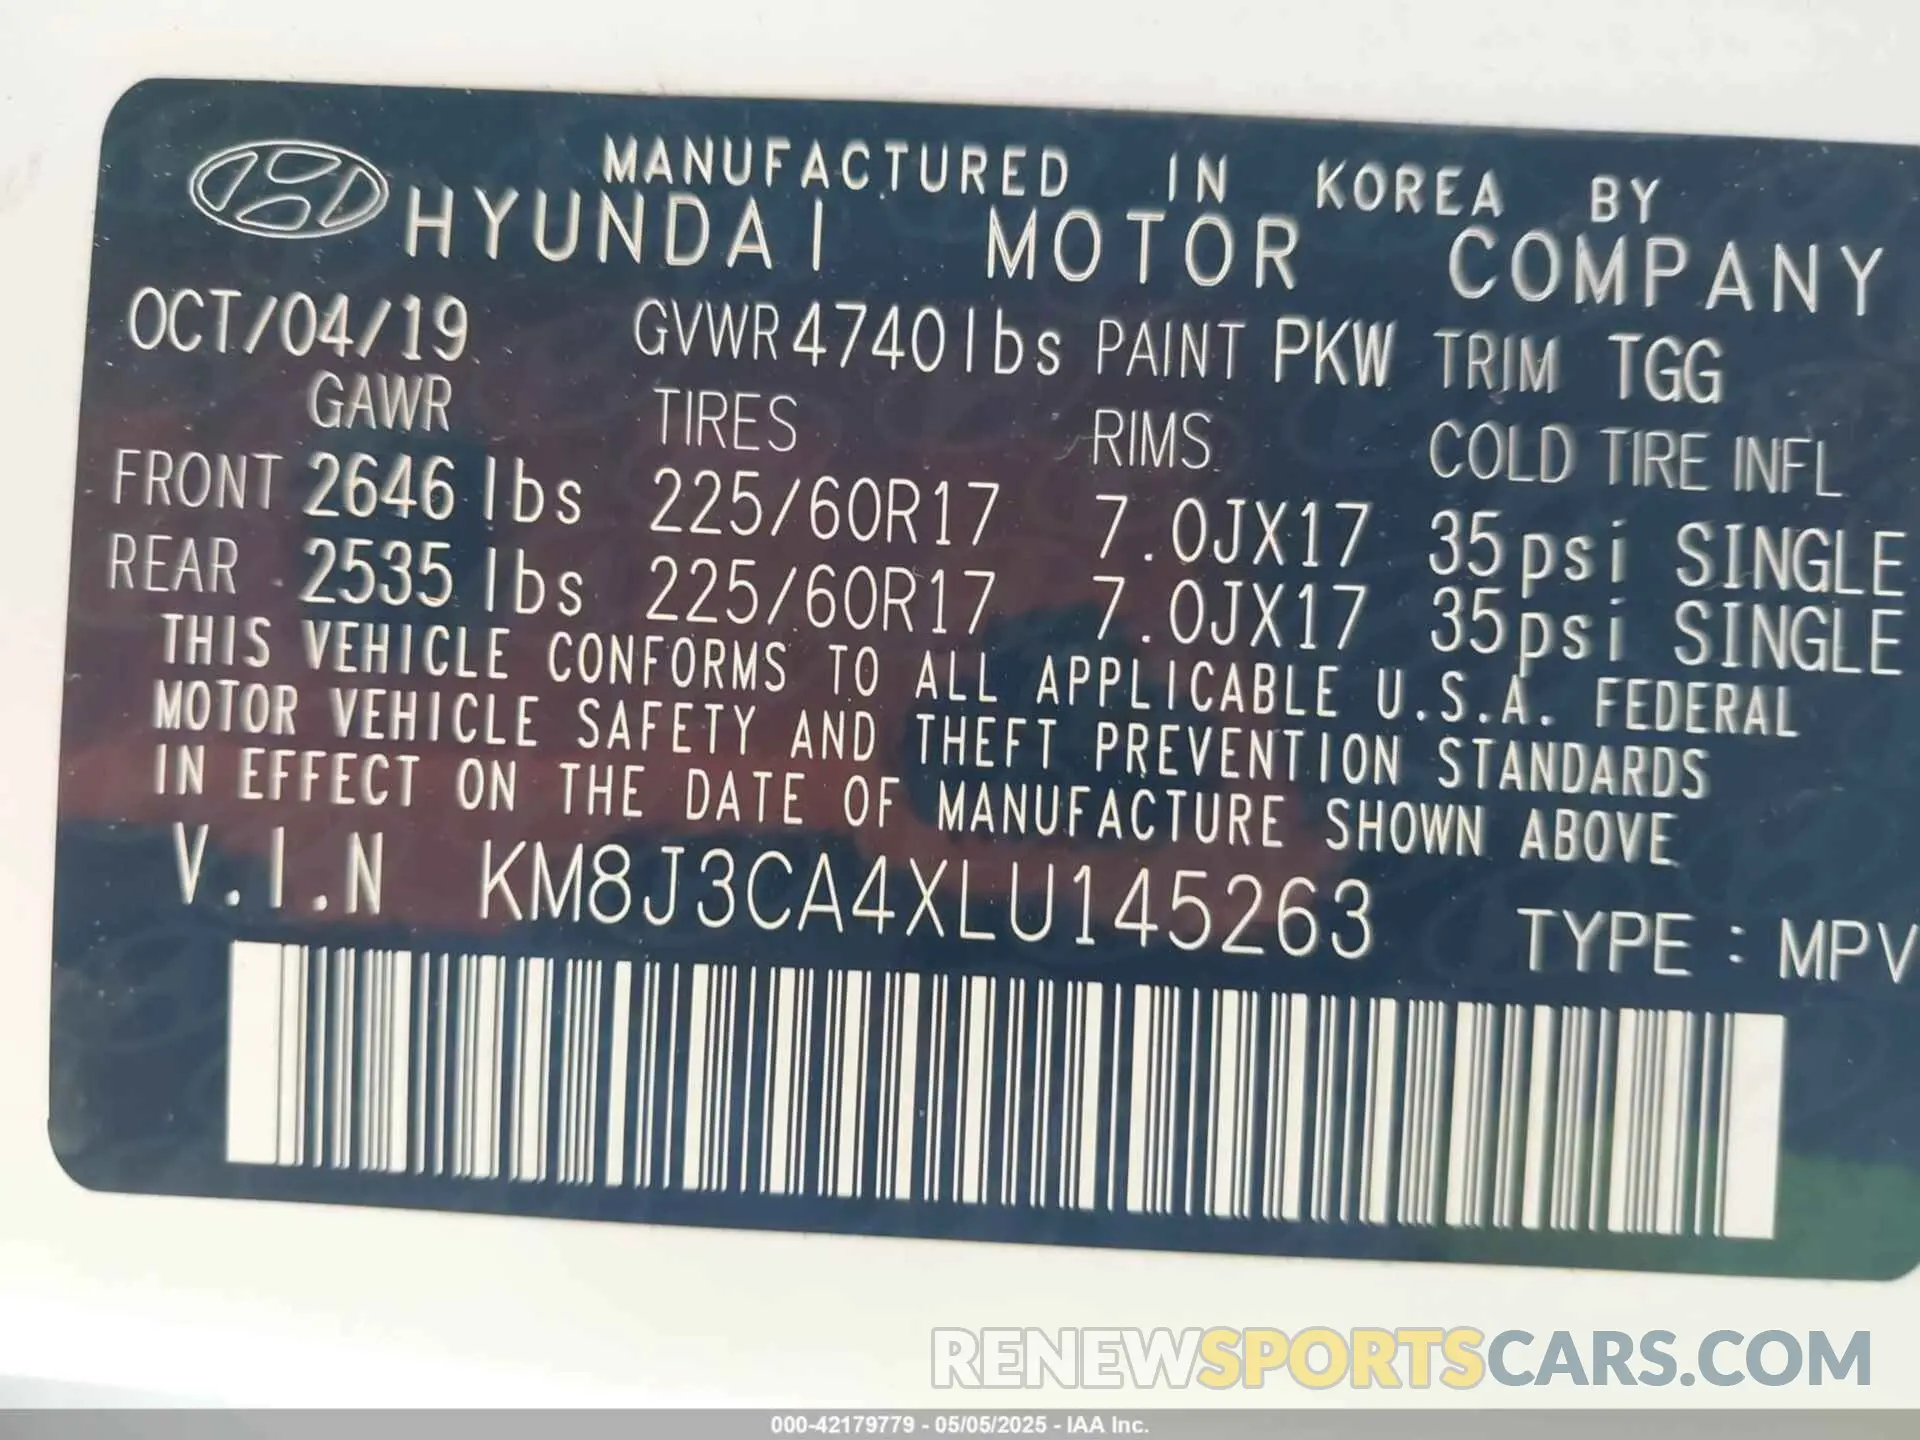 MANUFACTURED IN KOREA BY
HYUNDAI MOTOR COMPANY
OCT/04/19 GVWR 4740lbs PAINT PKW TRIM TGG
GAWR TIRES RIMS COLD TIRE INFL
FRONT 2646 lbs 225/60R17 7.0JX17 35psi SINGLE
REAR 2535 lbs 225/60R17 7.0JX17 35psi SINGLE
THIS VEHICLE CONFORMS TO ALL APPLICABLE U.S.A. FEDERAL
MOTOR VEHICLE SAFETY AND THEFT PREVENTION STANDARDS
IN EFFECT ON THE DATE OF MANUFACTURE SHOWN ABOVE
V.I.N KM8J3CA4XLU145263 TYPE : MPV
RENEWSPORTSCARS.COM
000-42179779 - 05/05/2025 - IAA Inc.